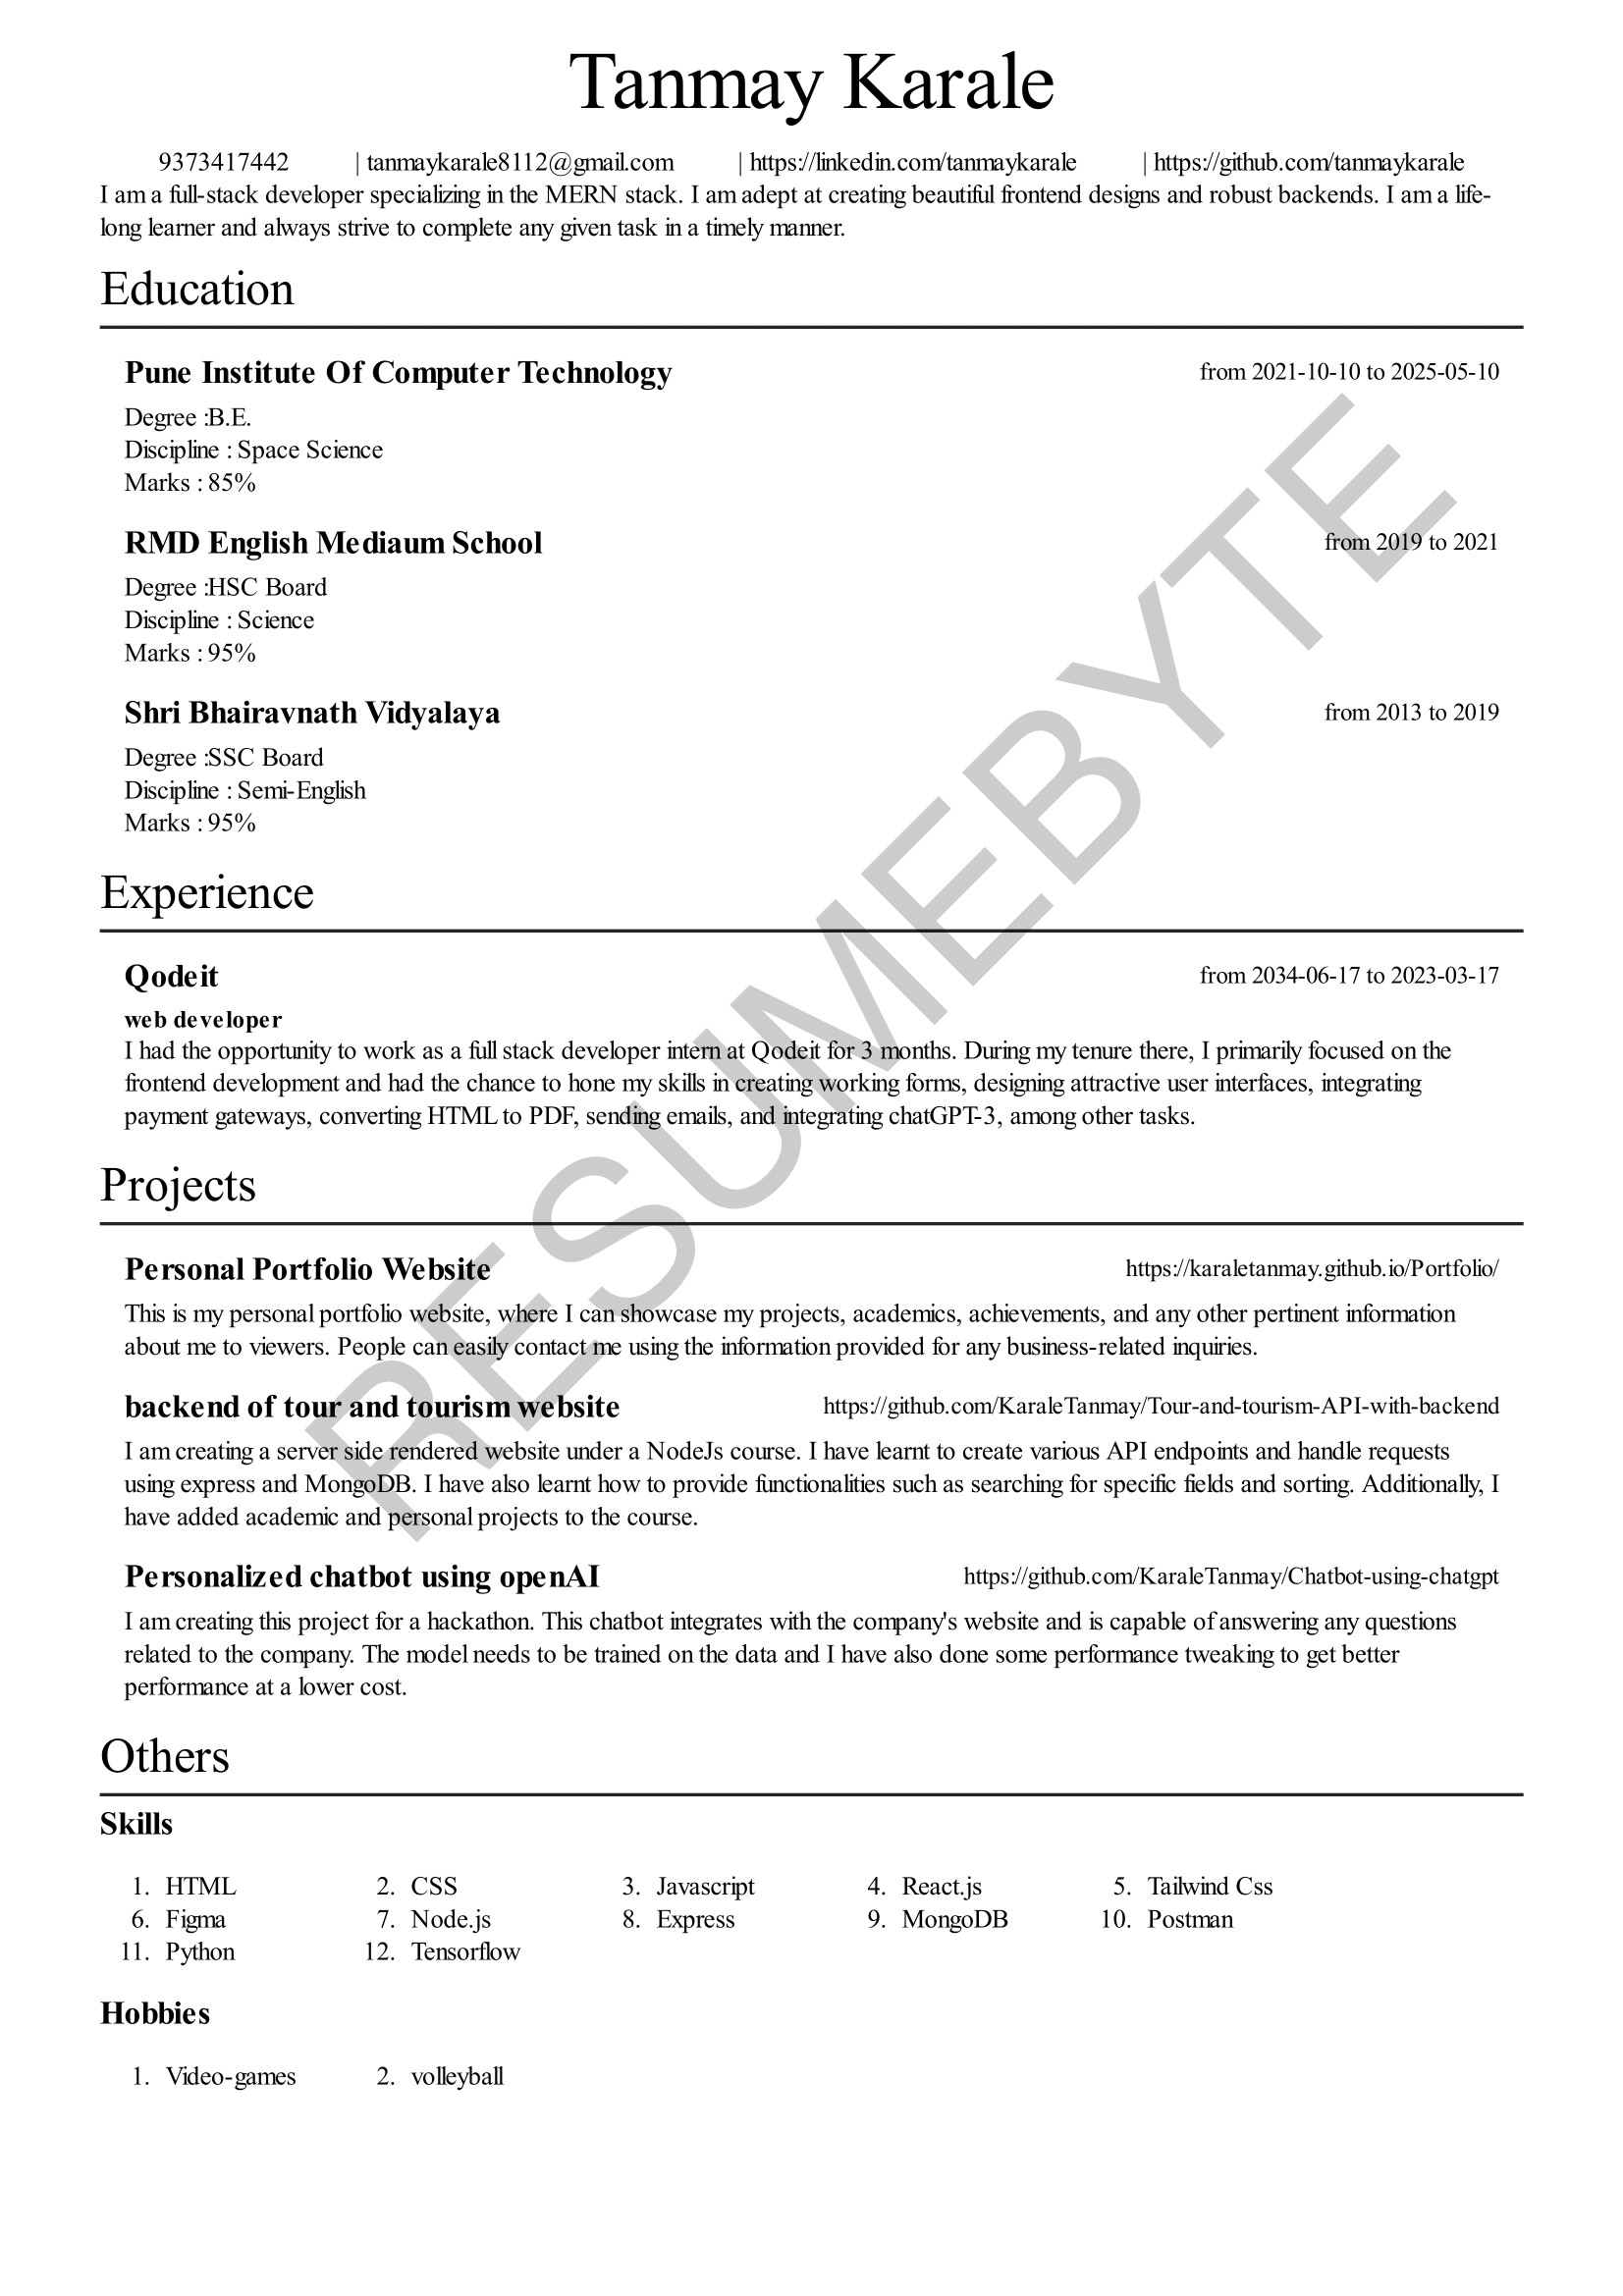 Tanmay Karale
9373417442 | tanmaykarale8112@gmail.com | https://linkedin.com/tanmaykarale | https://github.com/tanmaykarale
I am a full-stack developer specializing in the MERN stack. I am adept at creating beautiful frontend designs and robust backends. I am a life-
long learner and always strive to complete any given task in a timely manner.
Education
Pune Institute Of Computer Technology from 2021-10-10 to 2025-05-10
Degree :B.E.
Discipline : Space Science
Marks : 85%
RMD English Mediaum School from 2019 to 2021
Degree :HSC Board
Discipline : Science
Marks : 95%
Shri Bhairavnath Vidyalaya from 2013 to 2019
Degree :SSC Board
Discipline : Semi-English
Marks : 95%
Experience
Qodeit from 2034-06-17 to 2023-03-17
web developer
I had the opportunity to work as a full stack developer intern at Qodeit for 3 months. During my tenure there, I primarily focused on the
frontend development and had the chance to hone my skills in creating working forms, designing attractive user interfaces, integrating
payment gateways, converting HTML to PDF, sending emails, and integrating chatGPT-3, among other tasks.
Projects
Personal Portfolio Website https://karaletanmay.github.io/Portfolio/
This is my personal portfolio website, where I can showcase my projects, academics, achievements, and any other pertinent information
about me to viewers. People can easily contact me using the information provided for any business-related inquiries.
backend of tour and tourism website https://github.com/KaraleTanmay/Tour-and-tourism-API-with-backend
I am creating a server side rendered website under a NodeJs course. I have learnt to create various API endpoints and handle requests
using express and MongoDB. I have also learnt how to provide functionalities such as searching for specific fields and sorting. Additionally, I
have added academic and personal projects to the course.
Personalized chatbot using openAI https://github.com/KaraleTanmay/Chatbot-using-chatgpt
I am creating this project for a hackathon. This chatbot integrates with the company's website and is capable of answering any questions
related to the company. The model needs to be trained on the data and I have also done some performance tweaking to get better
performance at a lower cost.
Others
Skills
1. HTML 2. CSS 3. Javascript 4. React.js 5. Tailwind Css
6. Figma 7. Node.js 8. Express 9. MongoDB 10. Postman
11. Python 12. Tensorflow
Hobbies
1. Video-games 2. volleyball
RESUMEBYTE